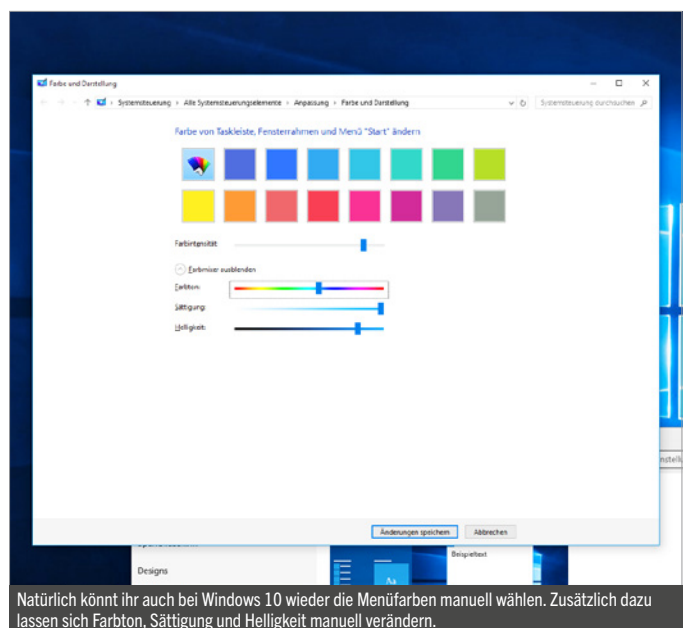 Farbe und Darstellung
Systemsteuerung › Alle Systemsteuerungselemente › Anpassung › Farbe und Darstellung
Systemsteuerung durchsuchen
Farbe von Taskleiste, Fensterrahmen und Menü "Start" ändern
Farbintensität:
Farbmixer ausblenden
Farbton:
Sättigung:
Helligkeit:
Änderungen speichern Abbrechen
Beispieltext
Designs
Aa
Natürlich könnt ihr auch bei Windows 10 wieder die Menüfarben manuell wählen. Zusätzlich dazu
lassen sich Farbton, Sättigung und Helligkeit manuell verändern.